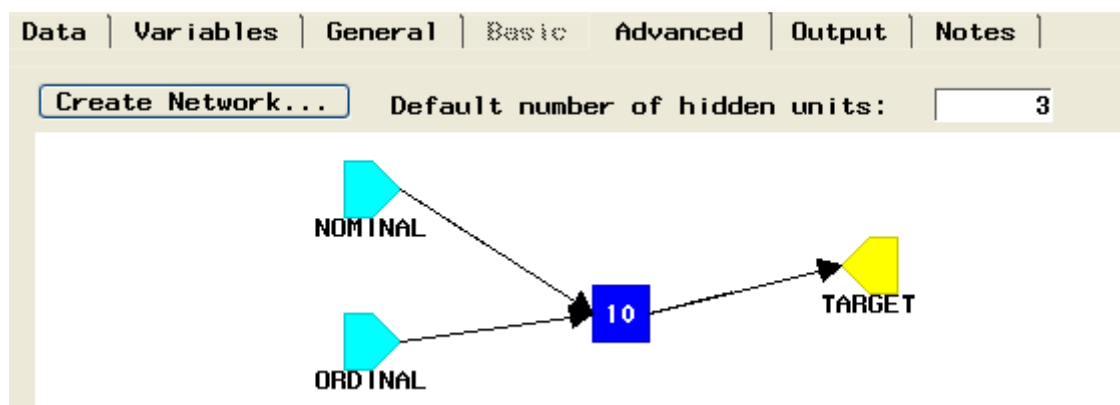 Data Variables General Basic Advanced Output Notes
Create Network... Default number of hidden units: 3
NOMINAL
TARGET
10
ORDINAL